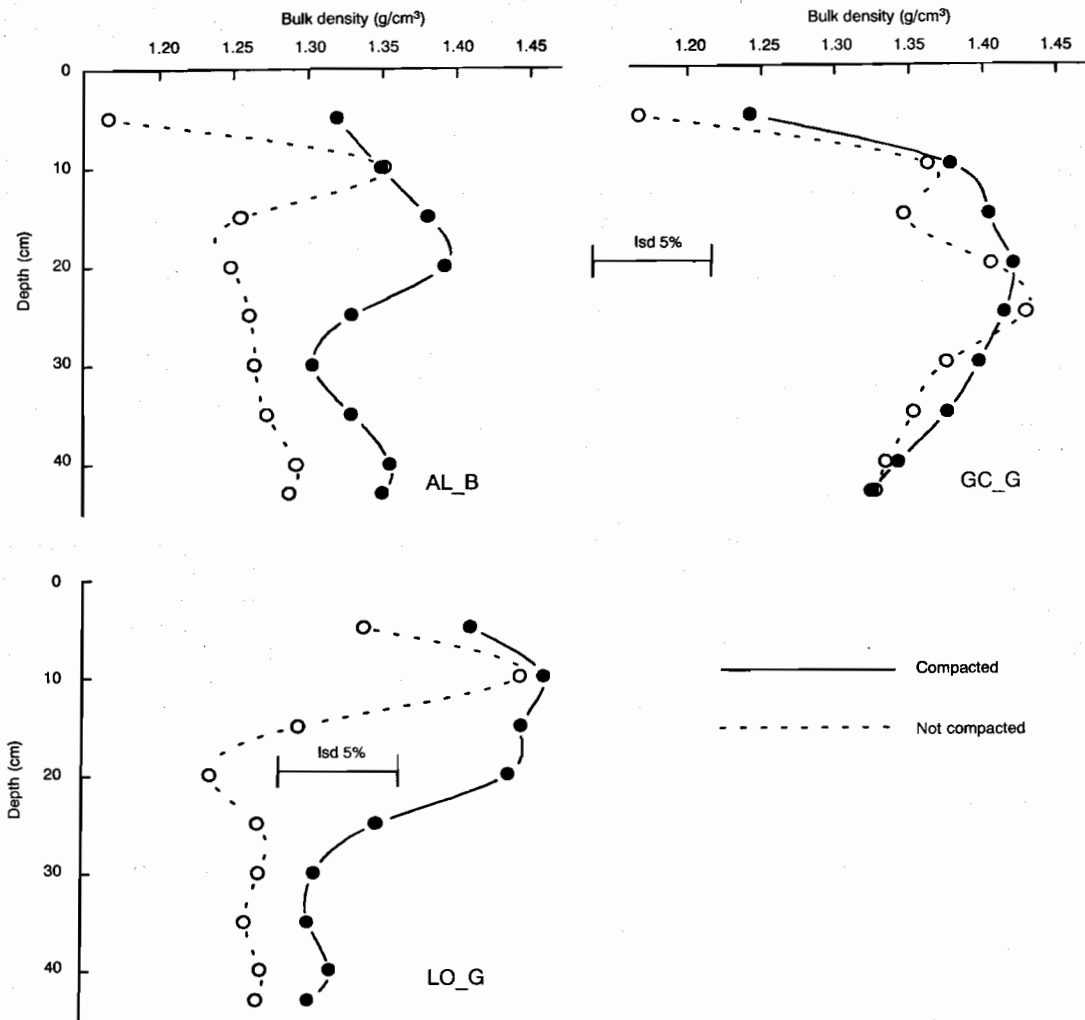 Bulk density (g/cm³)
1.20 1.25 1.30 1.35 1.40 1.45
0
10
20
30
40
Depth (cm)
AL_B
Bulk density (g/cm³)
1.20 1.25 1.30 1.35 1.40 1.45
lsd 5%
GC_G
0
10
20
30
40
Depth (cm)
lsd 5%
LO_G
Compacted
Not compacted